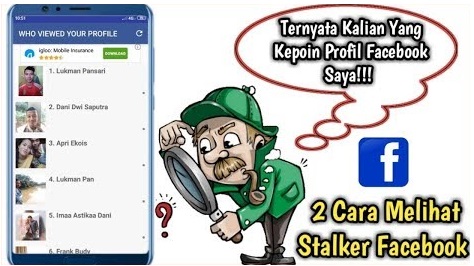 10.51
WHO VIEWED YOUR PROFILE
igloo: Mobile Insurance
1. Lukman Pansari
2. Dani Dwi Saputra
3. Apri Ekois
4. Lukman Pan
5. Imaa Astikaa Dani
6. Frank Budy
Ternyata Kalian Yang
Kepoin Profil Facebook
Saya!!!
?
f
2 Cara Melihat
Stalker Facebook